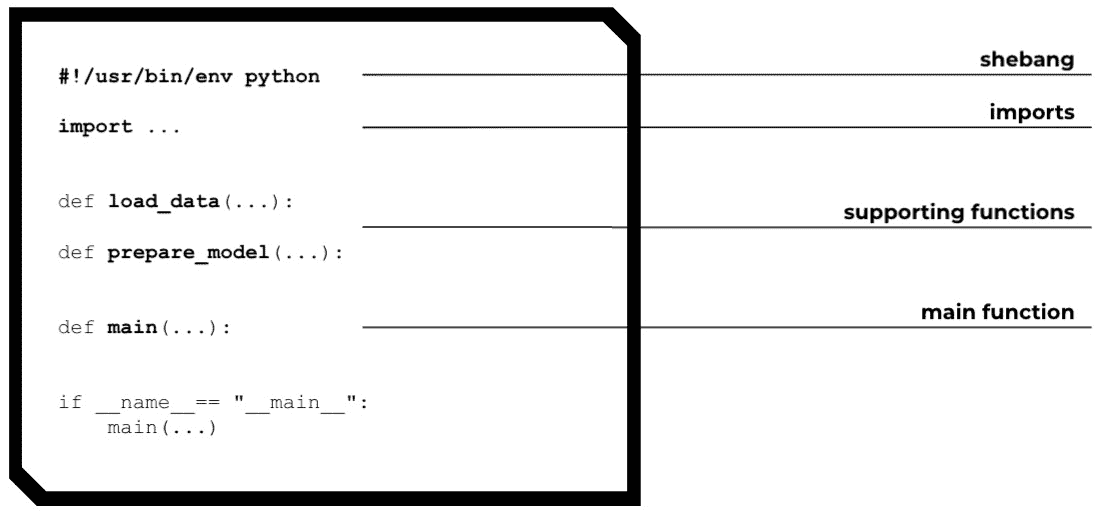 #!/usr/bin/env python
shebang
import ...
imports
def load_data(...):
supporting functions
def prepare_model(...):
def main(...):
main function
if __name__== "__main__":
    main(...)